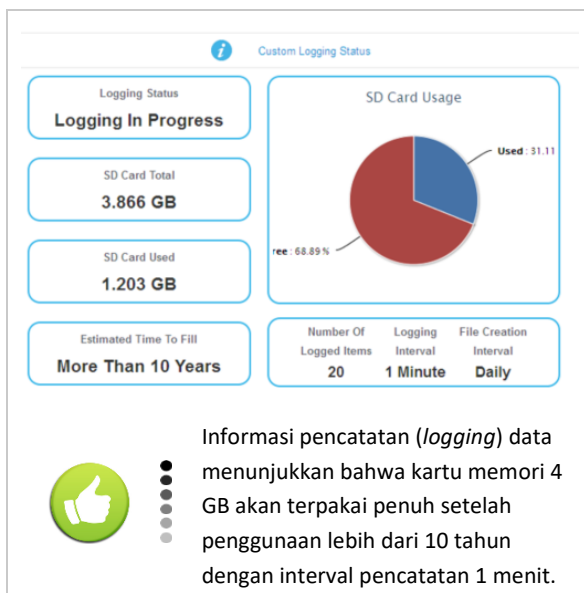 Custom Logging Status
Logging Status
Logging In Progress
SD Card Total
3.866 GB
SD Card Used
1.203 GB
Estimated Time To Fill
More Than 10 Years
SD Card Usage
Used : 31.11
ree : 68.89 %
Number Of Logging File Creation
Logged Items Interval Interval
20 1 Minute Daily
Informasi pencatatan (logging) data
menunjukkan bahwa kartu memori 4
GB akan terpakai penuh setelah
penggunaan lebih dari 10 tahun
dengan interval pencatatan 1 menit.